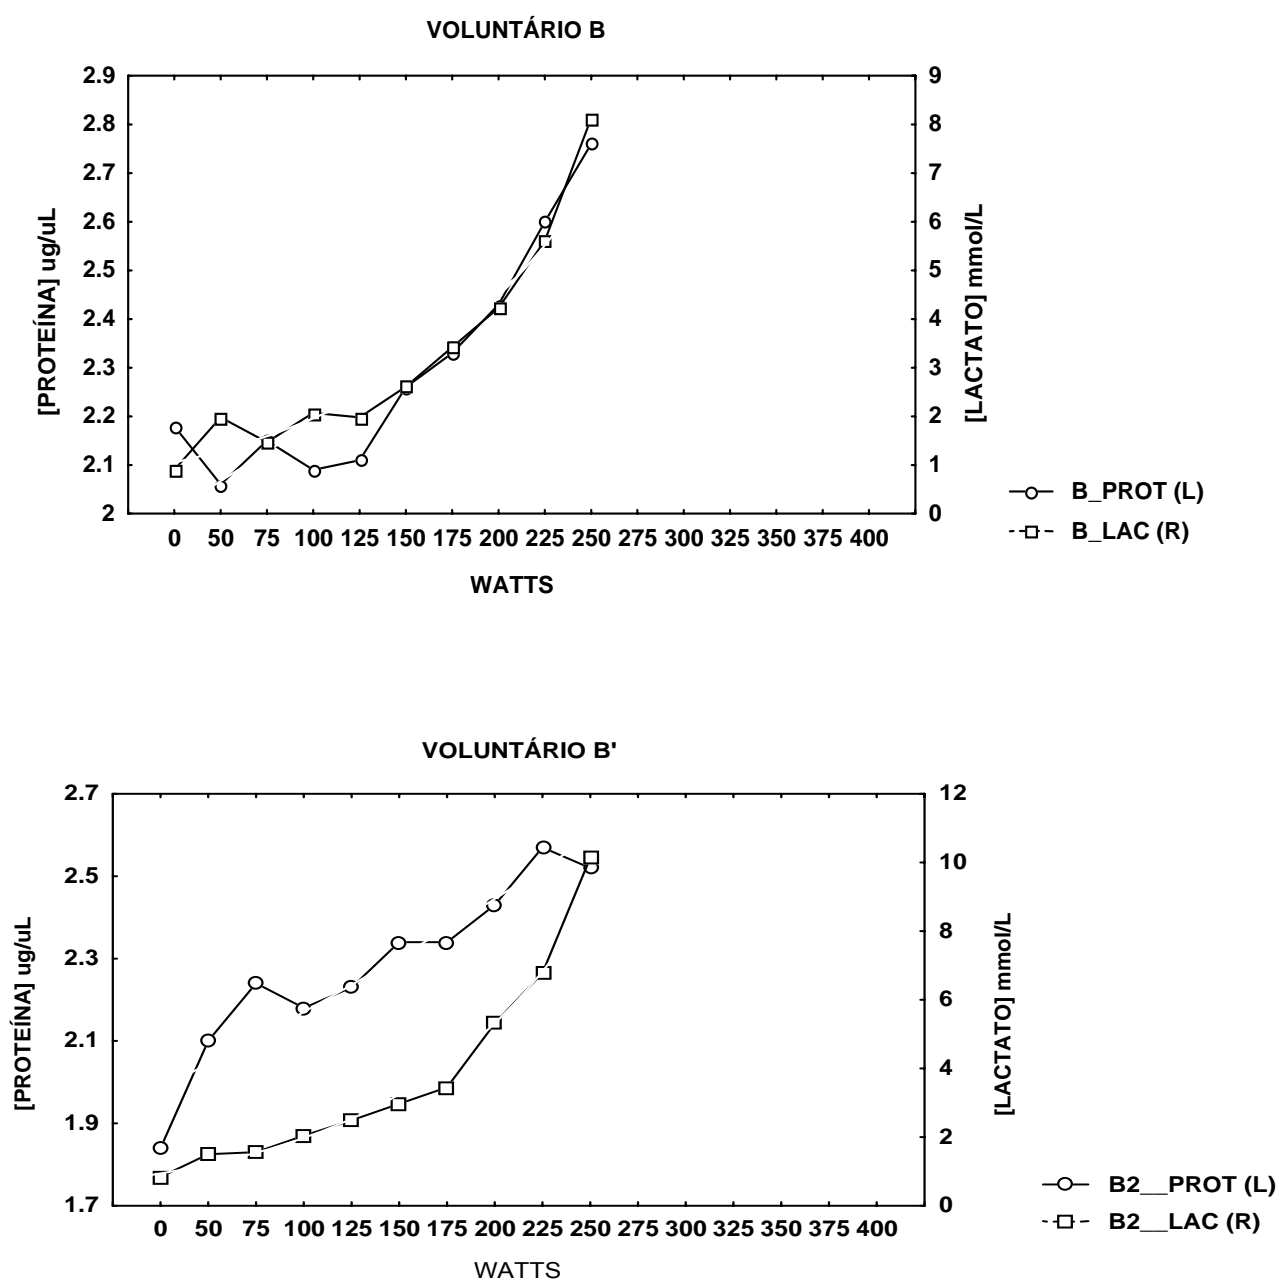 VOLUNTÁRIO B
2.9
2.8
2.7
2.6
2.5
2.4
2.3
2.2
2.1
2
[PROTEÍNA] ug/uL
9
8
7
6
5
4
3
2
1
0
[LACTATO] mmol/L
0 50 75 100 125 150 175 200 225 250 275 300 325 350 375 400
WATTS
B_PROT (L)
B_LAC (R)
VOLUNTÁRIO B'
2.7
2.5
2.3
2.1
1.9
1.7
[PROTEÍNA] ug/uL
12
10
8
6
4
2
0
[LACTATO] mmol/L
0 50 75 100 125 150 175 200 225 250 275 300 325 350 375 400
WATTS
B2__PROT (L)
B2__LAC (R)